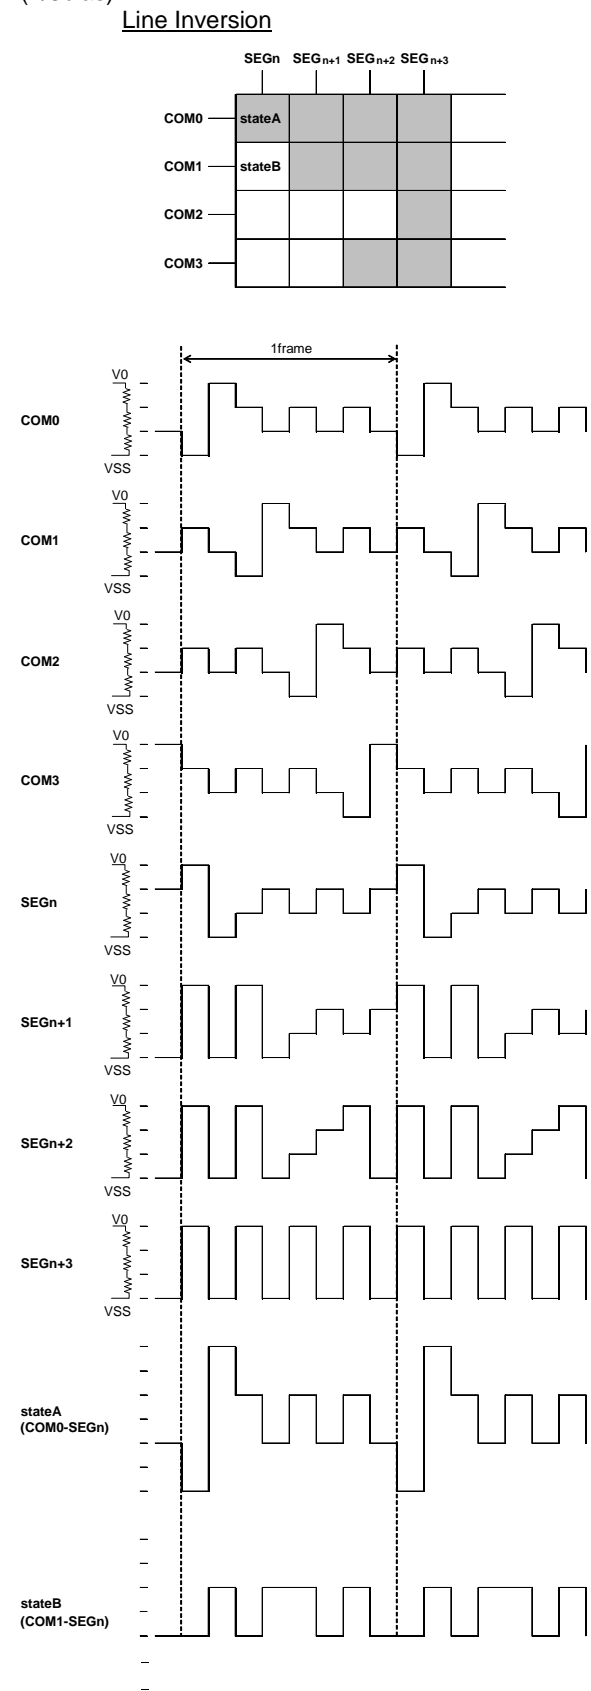 Line Inversion
SEGn SEGn+1 SEGn+2 SEGn+3
COM0 stateA
COM1 stateB
COM2
COM3
1frame
V0
COM0
VSS
V0
COM1
VSS
V0
COM2
VSS
V0
COM3
VSS
V0
SEGn
VSS
V0
SEGn+1
VSS
V0
SEGn+2
VSS
V0
SEGn+3
VSS
stateA
(COM0-SEGn)
stateB
(COM1-SEGn)